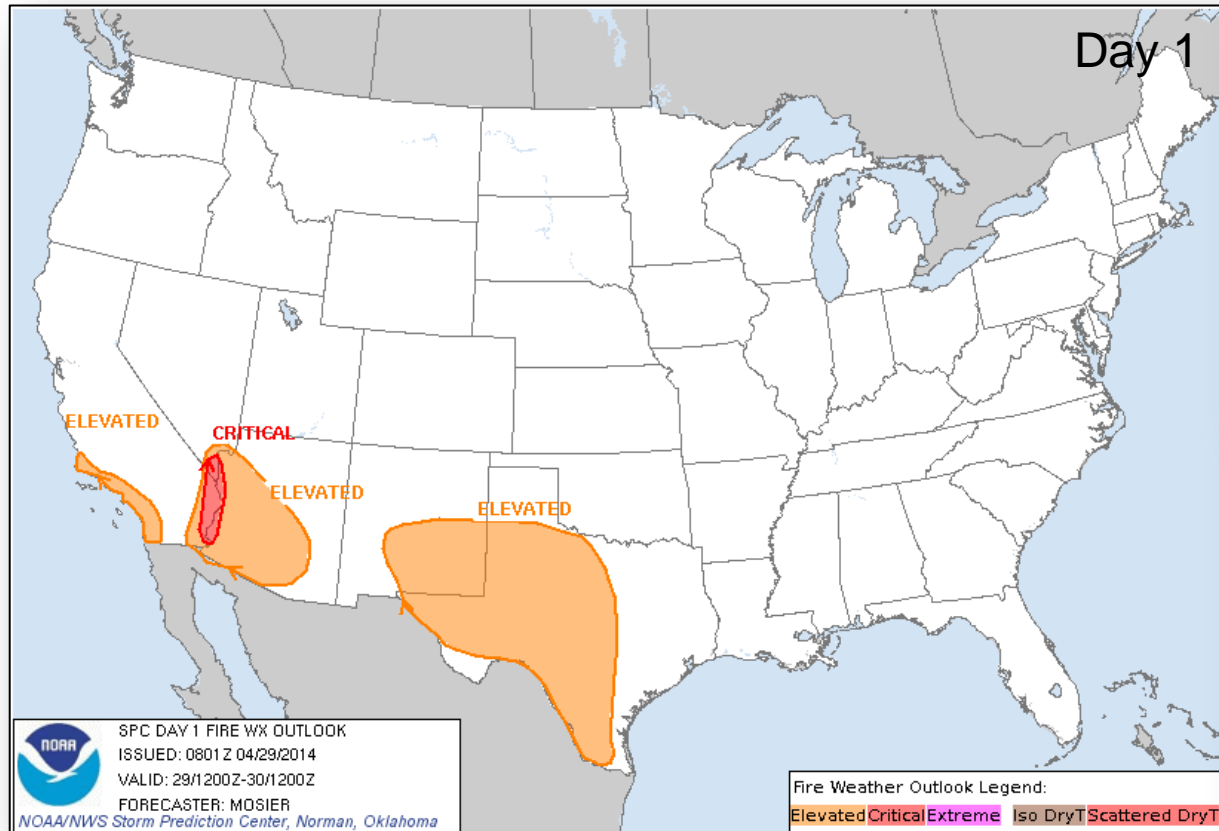 Day 1
ELEVATED
CRITICAL
ELEVATED
ELEVATED
NOAA
SPC DAY 1 FIRE WX OUTLOOK
ISSUED: 0801Z 04/29/2014
VALID: 29/1200Z-30/1200Z
FORECASTER: MOSIER
NOAA/NWS Storm Prediction Center, Norman, Oklahoma
Fire Weather Outlook Legend:
Elevated Critical Extreme Iso DryT Scattered DryT